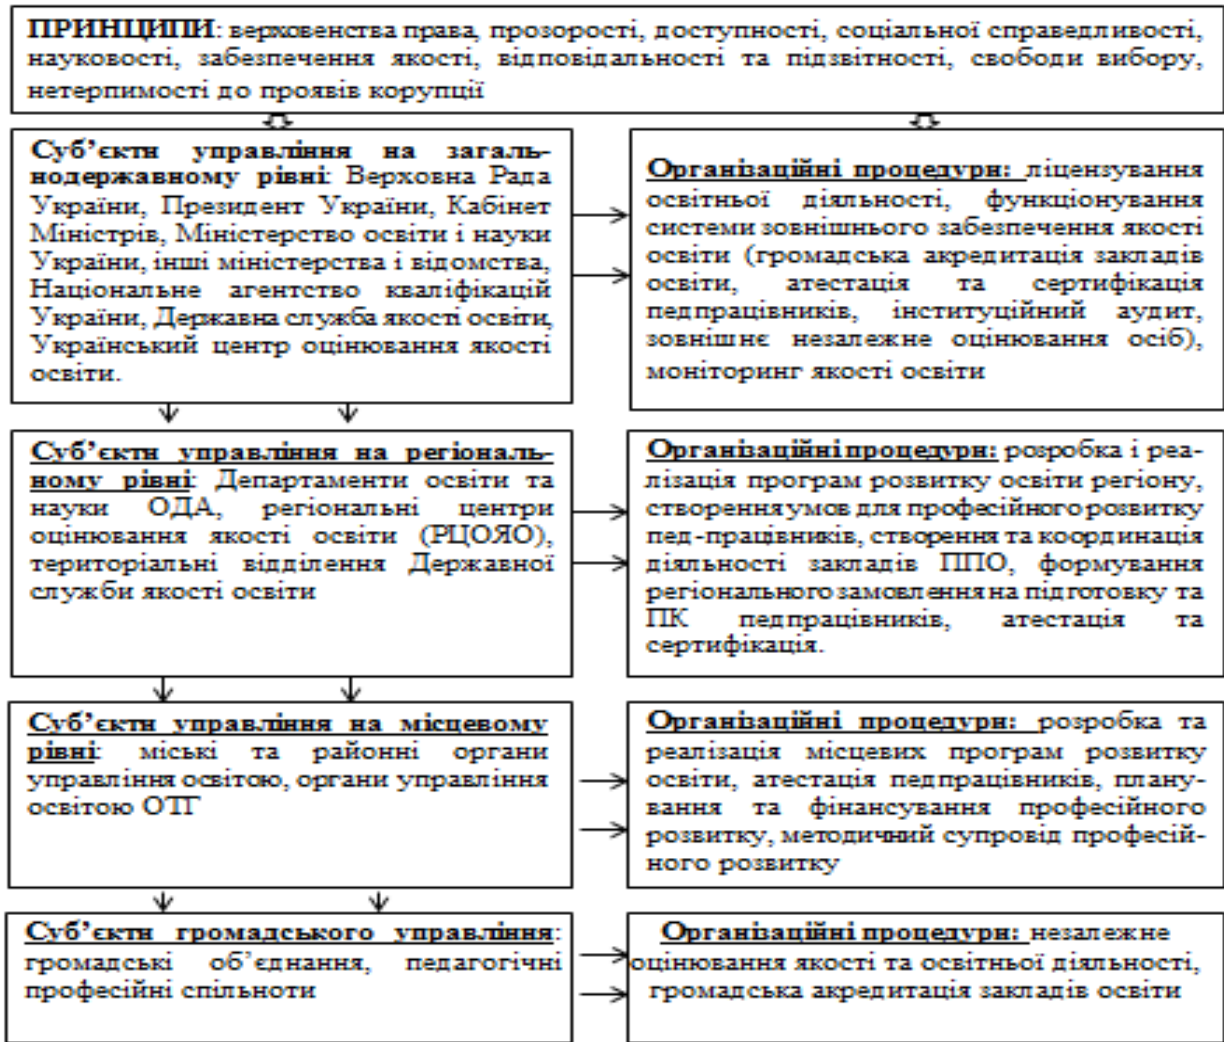 ПРИНЦИПИ: верховенства права, прозорості, доступності, соціальної справедливості,
науковості, забезпечення якості, відповідальності та підзвітності, свободи вибору,
нетерпимості до проявів корупції
Суб’єкти управління на загаль-
нодержавному рівні: Верховна Рада
України, Президент України, Кабінет
Міністрів, Міністерство освіти і науки
України, інші міністерства і відомства,
Національне агентство кваліфікацій
України, Державна служба якості освіти,
Український центр оцінювання якості
освіти.
Організаційні процедури: ліцензування
освітньої діяльності, функціонування
системи зовнішнього забезпечення якості
освіти (громадська акредитація закладів
освіти, атестація та сертифікація
педпрацівників, інституційний аудит,
зовнішнє незалежне оцінювання осіб),
моніторинг якості освіти
Суб’єкти управління на регіональ-
ному рівні: Департаменти освіти та
науки ОДА, регіональні центри
оцінювання якості освіти (РЦОЯО),
територіальні відділення Державної
служби якості освіти
Організаційні процедури: розробка і реа-
лізація програм розвитку освіти регіону,
створення умов для професійного розвитку
пед-працівників, створення та координація
діяльності закладів ППО, формування
регіонального замовлення на підготовку та
ПК педпрацівників, атестація та
сертифікація.
Суб’єкти управління на місцевому
рівні: міські та районні органи
управління освітою, органи управління
освітою ОТГ
Організаційні процедури: розробка та
реалізація місцевих програм розвитку
освіти, атестація педпрацівників, плану-
вання та фінансування професійного
розвитку, методичний супровід професій-
ного розвитку
Суб’єкти громадського управління:
громадські об’єднання, педагогічні
професійні спільноти
Організаційні процедури: незалежне
оцінювання якості та освітньої діяльності,
громадська акредитація закладів освіти